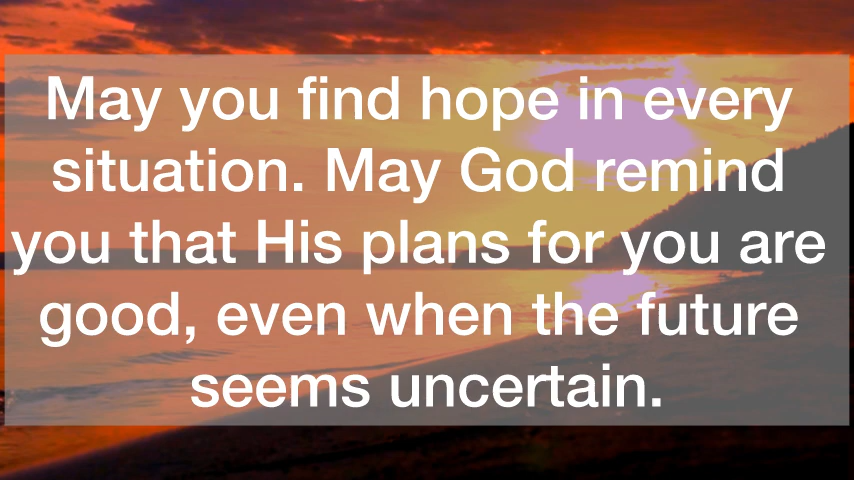 May you find hope in every
situation. May God remind
you that His plans for you are
good, even when the future
seems uncertain.